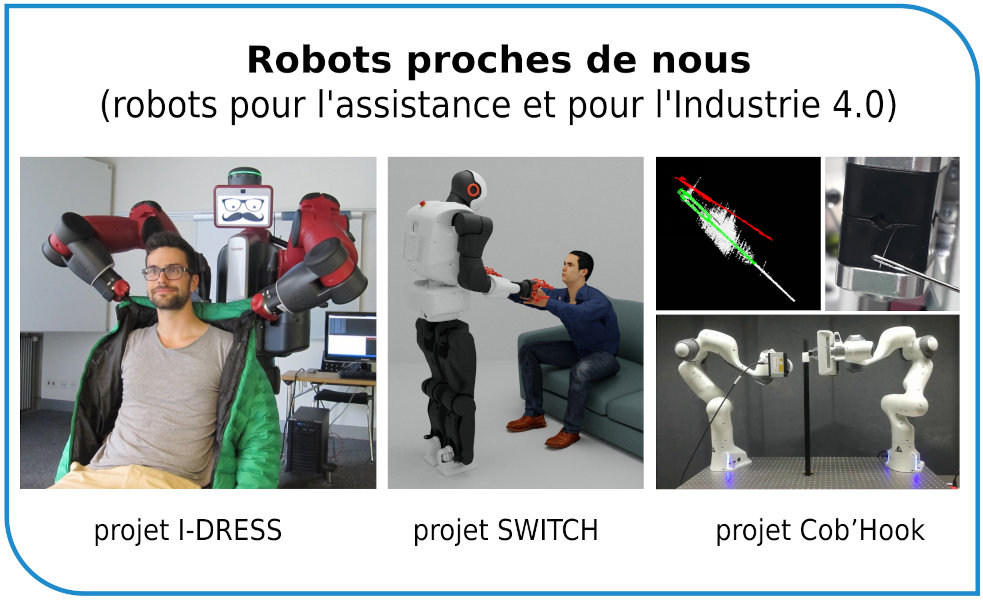 Robots proches de nous
(robots pour l'assistance et pour l'Industrie 4.0)
projet I-DRESS
projet SWITCH
projet Cob’Hook